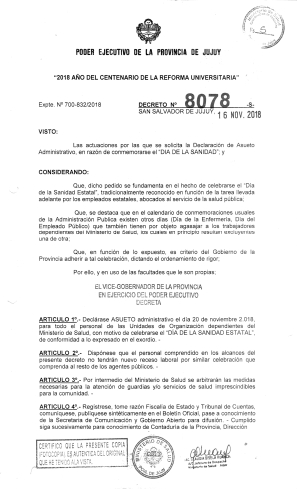 PODER EJECUTIVO DE LA PROVINCIA DE JUJUY
"2018 AÑO DEL CENTENARIO DE LA REFORMA UNIVERSITARIA"
Expte. Nº 700-832/2018
DECRETO Nº 8078 -S-
SAN SALVADOR DE JUJUY, 16 NOV. 2018
VISTO:
Las actuaciones por las que se solicita la Declaración de Asueto
Administrativo, en razón de conmemorarse el "DIA DE LA SANIDAD"; y
CONSIDERANDO:
Que, dicho pedido se fundamenta en el hecho de celebrarse el "Día
de la Sanidad Estatal", tradicionalmente reconocido en función de la tarea llevada
adelante por los empleados estatales, abocados al servicio de la salud pública;
Que, se destaca que en el calendario de conmemoraciones usuales
de la Administración Pública existen otros días (Día de la Enfermería, Día del
Empleado Público) que también tienen por objeto agasajar a los trabajadores
dependientes del Ministerio de Salud, los cuales en principio resultan excluyentes
una de otra;
Que, en función de lo expuesto, es criterio del Gobierno de la
Provincia adherir a tal celebración, dictando el ordenamiento de rigor;
Por ello, y en uso de las facultades que le son propias;
EL VICE-GOBERNADOR DE LA PROVINCIA
EN EJERCICIO DEL PODER EJECUTIVO
DECRETA
ARTICULO 1º.- Declárase ASUETO administrativo el día 20 de noviembre 2.018,
para todo el personal de las Unidades de Organización dependientes del
Ministerio de Salud, con motivo de celebrarse el "DIA DE LA SANIDAD ESTATAL",
de conformidad a lo expresado en el exordio. -
ARTICULO 2º.- Dispónese que el personal comprendido en los alcances del
presente decreto no tendrán nuevo receso laboral por similar celebración que
comprenda al resto de los agentes públicos. -
ARTICULO 3º.- Por intermedio del Ministerio de Salud se arbitrarán las medidas
necesarias para la atención de guardias y/o servicios de salud imprescindibles
para la comunidad. -
ARTICULO 4º.- Regístrese, tome razón Fiscalía de Estado y Tribunal de Cuentas,
comuníquese, publíquese sintéticamente en el Boletín Oficial, pase a conocimiento
de la Secretaría de Comunicación y Gobierno Abierto para difusión. - Cumplido
siga sucesivamente para conocimiento de Contaduría de la Provincia, Dirección
CERTIFICO QUE LA PRESENTE COPIA
(FOTOCOPIA) ES AUTENTICA DEL ORIGINAL
QUE HE TENIDO A LA VISTA.